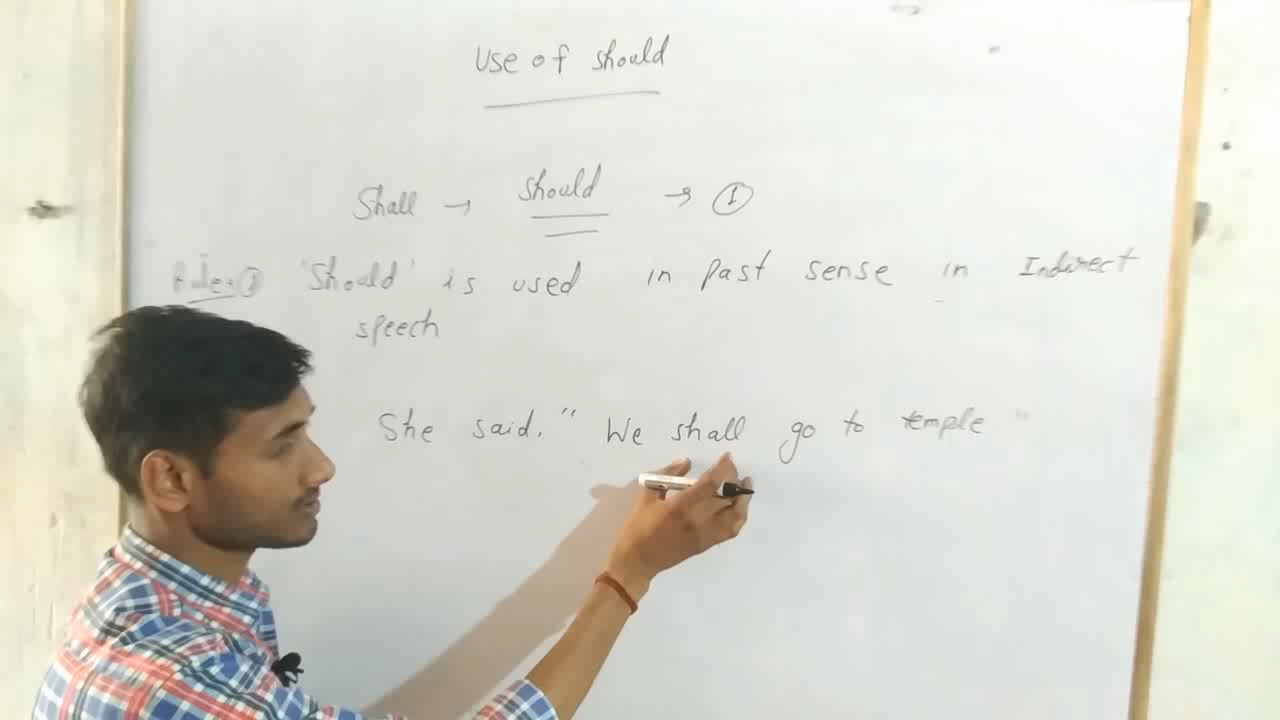 Use of should
Shall → should → ①
'Should' is used in Past sense in Indirect
speech
She said. " We shall go to temple "